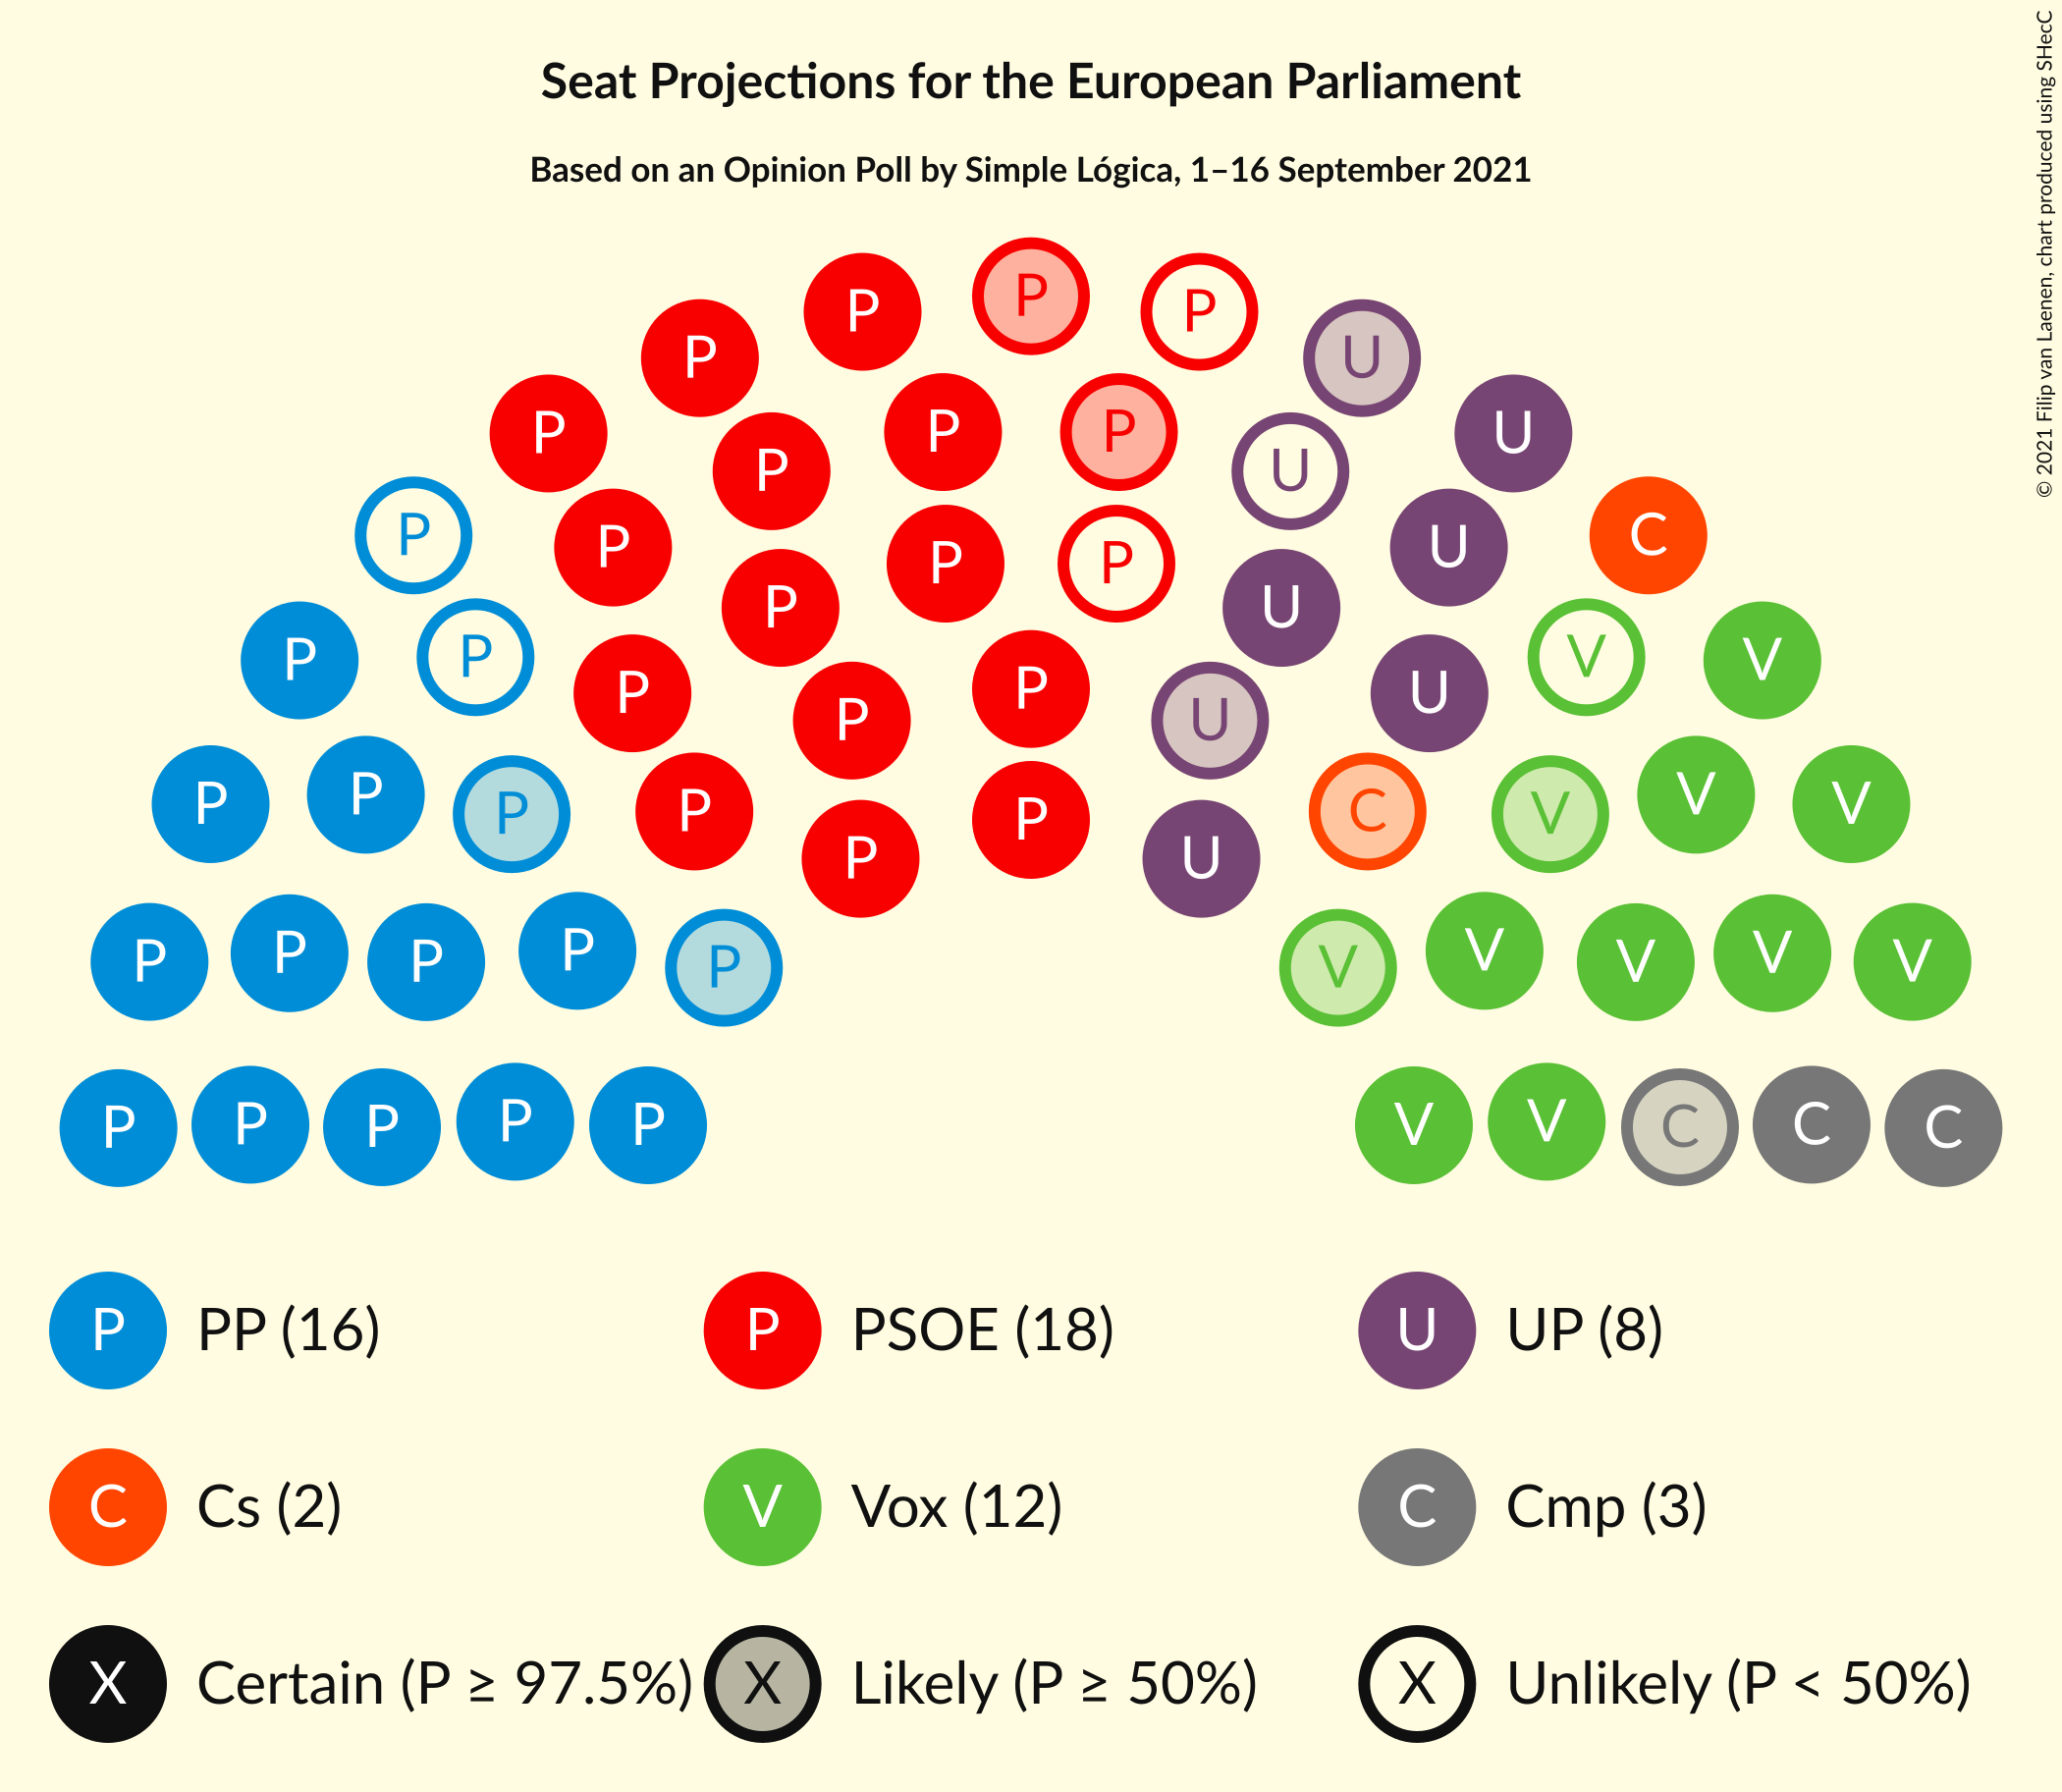 Seat Projections for the European Parliament
Based on an Opinion Poll by Simple Lógica, 1–16 September 2021
© 2021 Filip van Laenen, chart produced using SHecC
P P P
P P U
P P P U
P U
P C
P P P U
P P P
P U
P P V V
P P U
P P U
P P P P C V V V
P P U
P P P P P V V V V V
P P P P P V V C C C
P PP (16) P PSOE (18) U UP (8)
C Cs (2) V Vox (12) C Cmp (3)
X Certain (P ≥ 97.5%) X Likely (P ≥ 50%) X Unlikely (P < 50%)